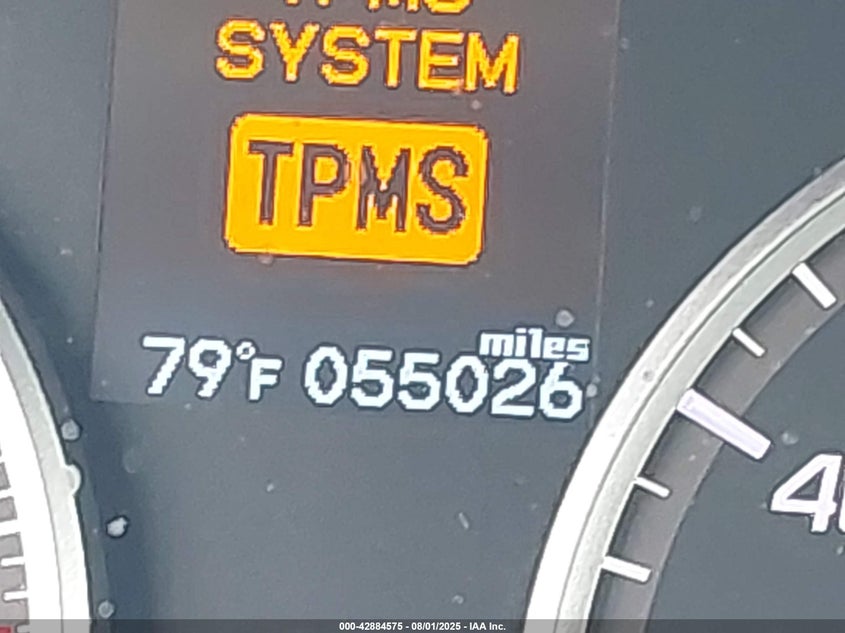 SYSTEM
TPMS
miles
79°F 055026
000-42884575 - 08/01/2025 - IAA Inc.